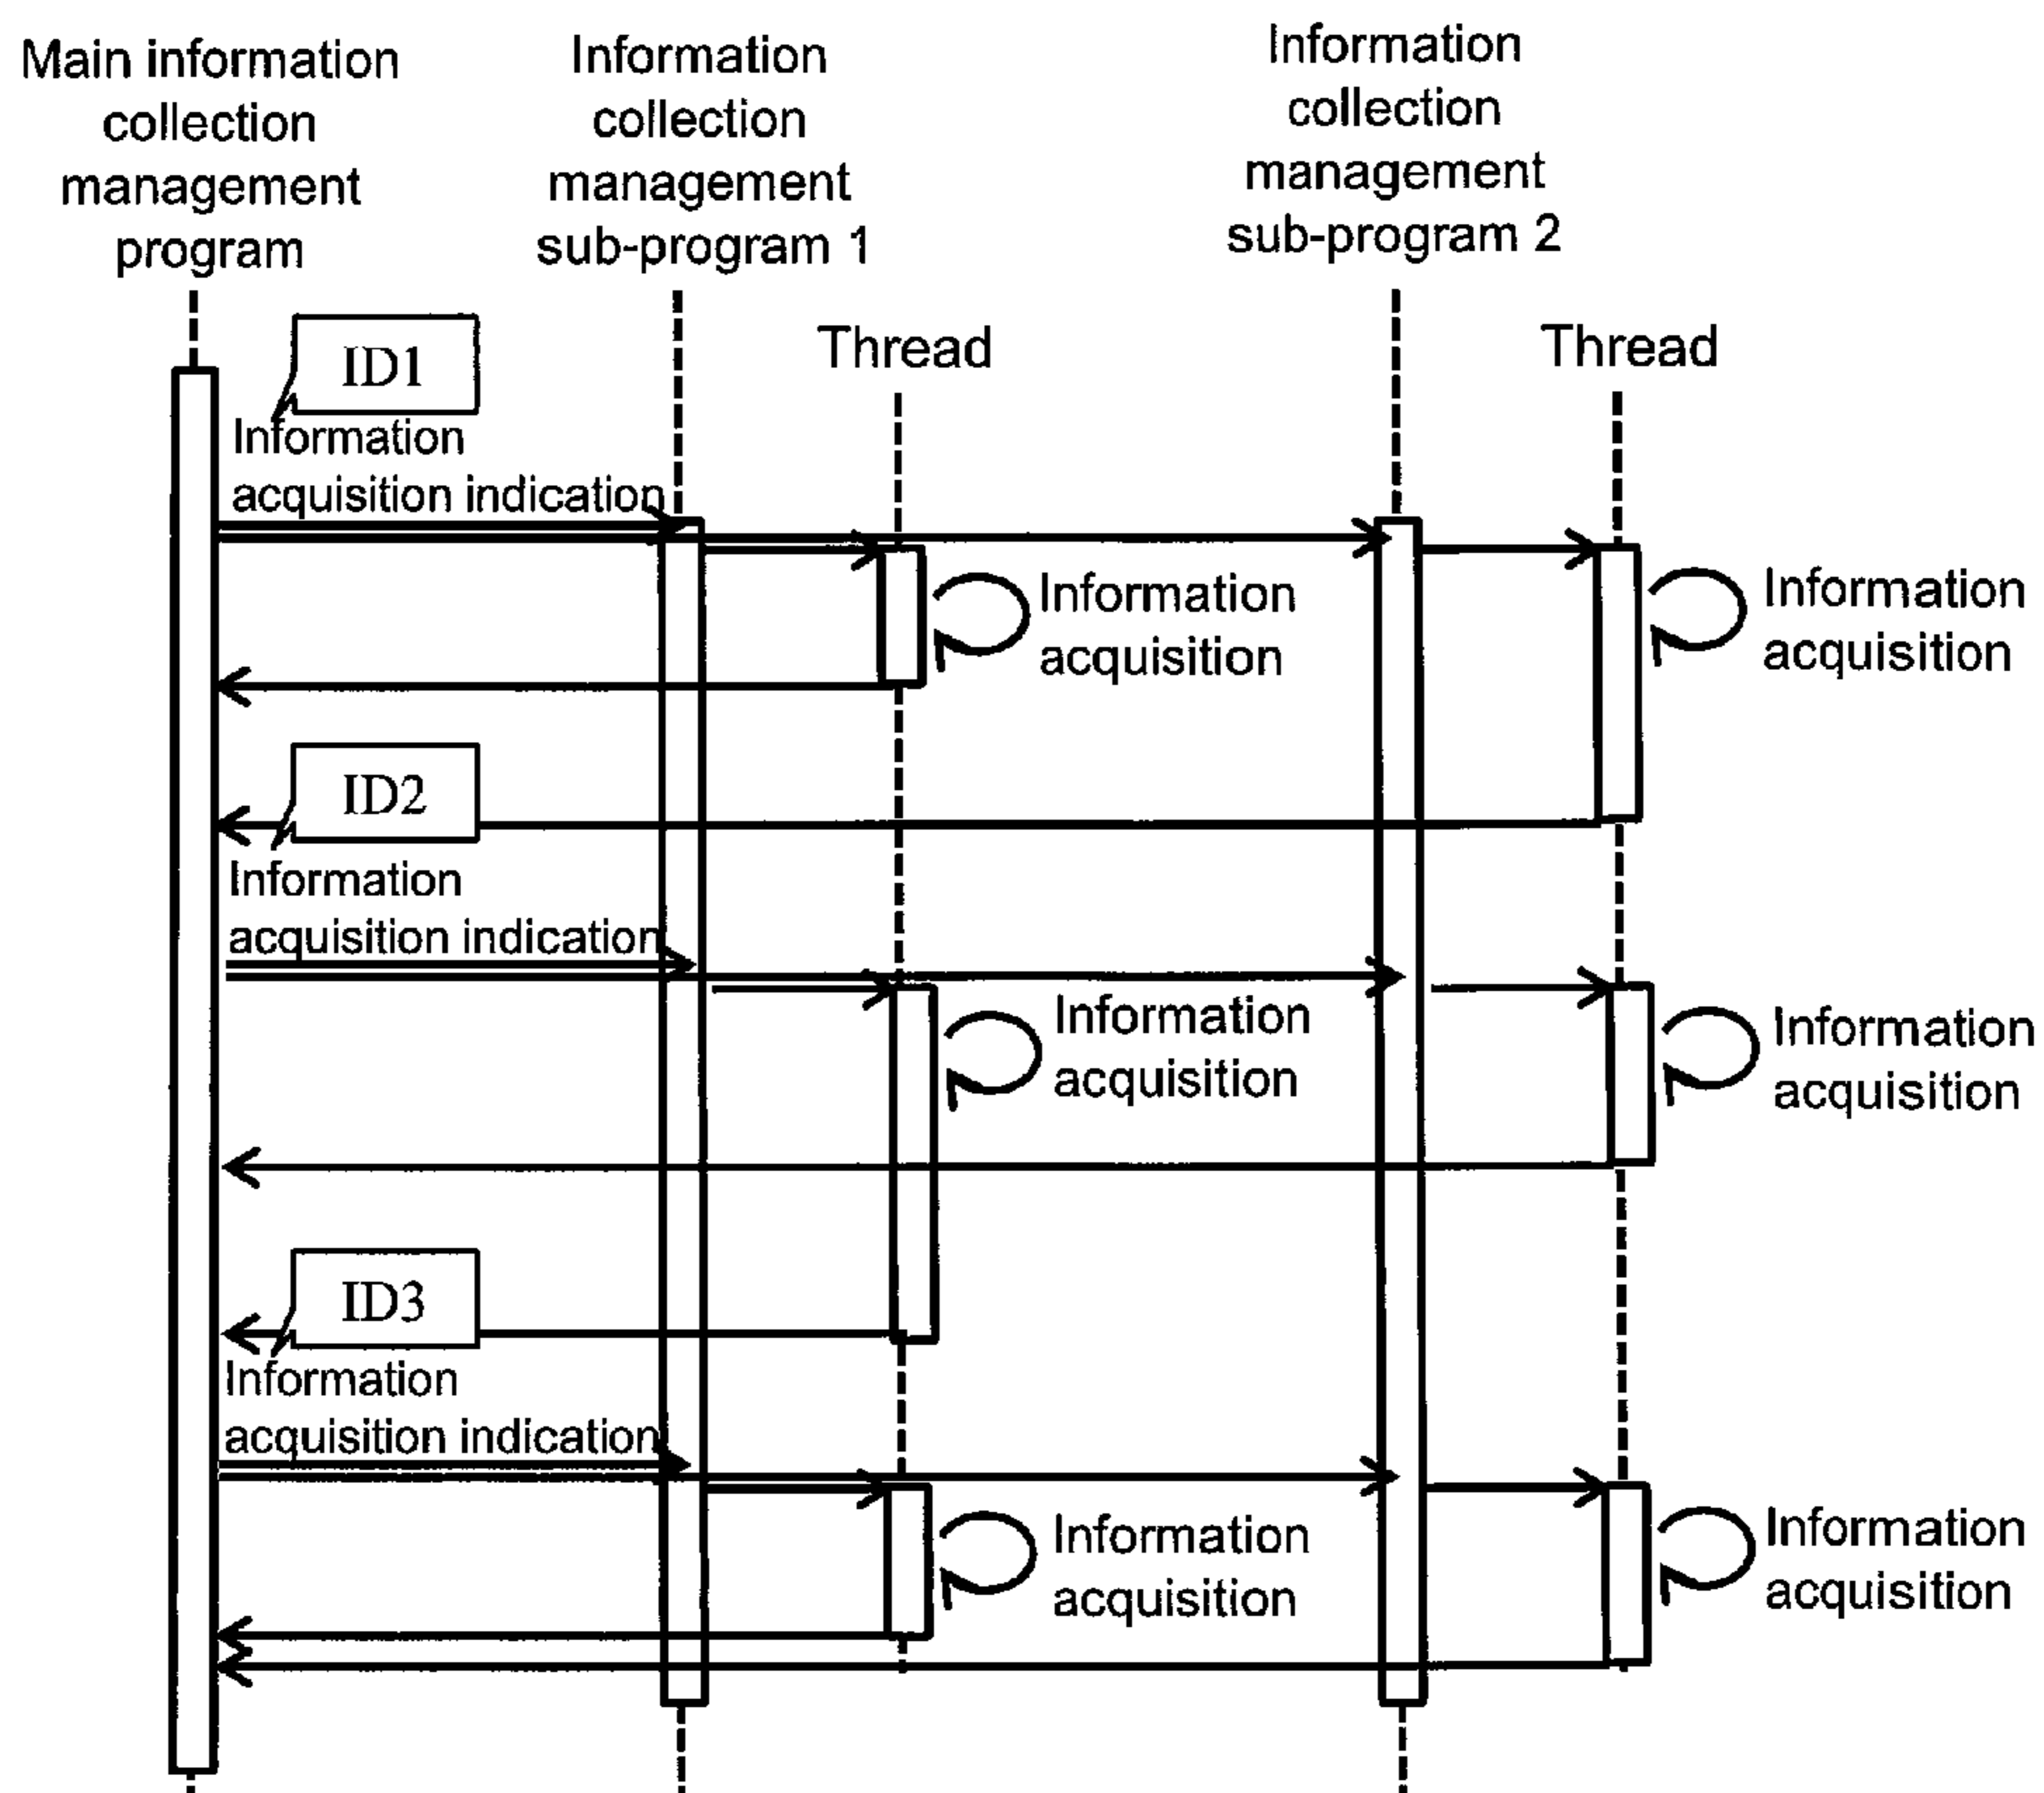 Main information
collection
management
program
Information
collection
management
sub-program 1
Information
collection
management
sub-program 2
Thread
Thread
ID1
Information
acquisition indication
Information
acquisition
Information
acquisition
ID2
Information
acquisition indication
Information
acquisition
Information
acquisition
ID3
Information
acquisition indication
Information
acquisition
Information
acquisition